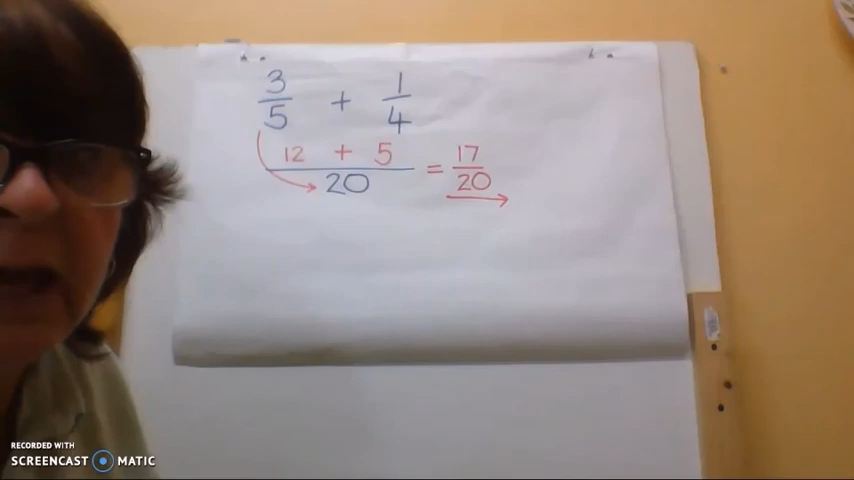 3/5 + 1/4
12 + 5 / 20 = 17/20
RECORDED WITH
SCREENCAST MATIC